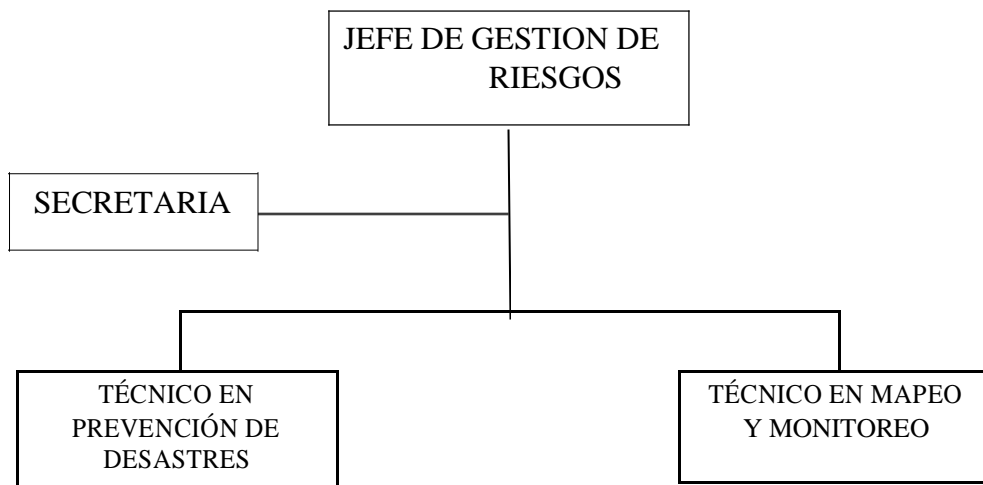 JEFE DE GESTION DE
RIESGOS
SECRETARIA
TÉCNICO EN
PREVENCIÓN DE
DESASTRES
TÉCNICO EN MAPEO
Y MONITOREO